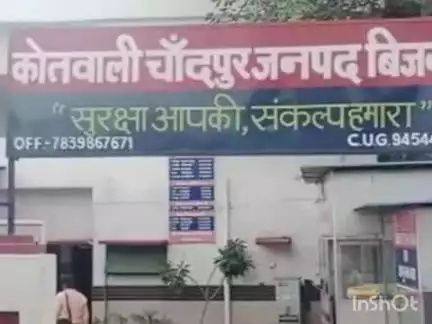 कोतवाली चाँदपुर जनपद बिज
" सुरक्षा आपकी, संकल्प हमारा "
OFF.-7839867671 C.U.G. 9454
InShOt